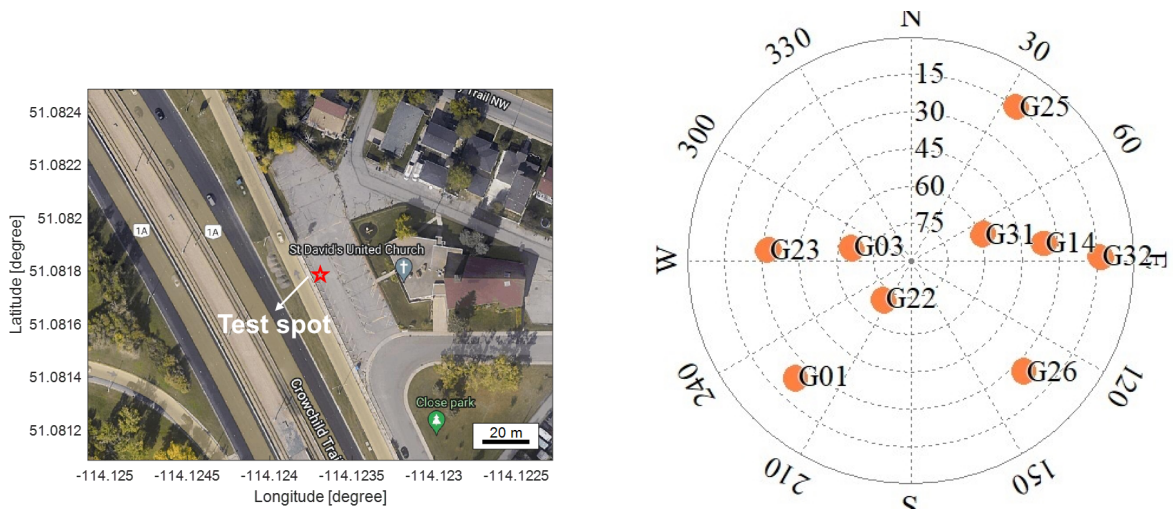 51.0824
51.0822
51.082
51.0818
51.0816
51.0814
51.0812
Latitude [degree]
-114.125
-114.1245
-114.124
-114.1235
-114.123
-114.1225
Longitude [degree]
Trail NW
1A
1A
St David's United Church
Test spot
Crowchild Trail
Close park
20 m
N
330
30
15
300
30
60
45
60
75
W
E
G25
G31
G14
G32
G23
G03
G22
G01
G26
240
120
210
150
S